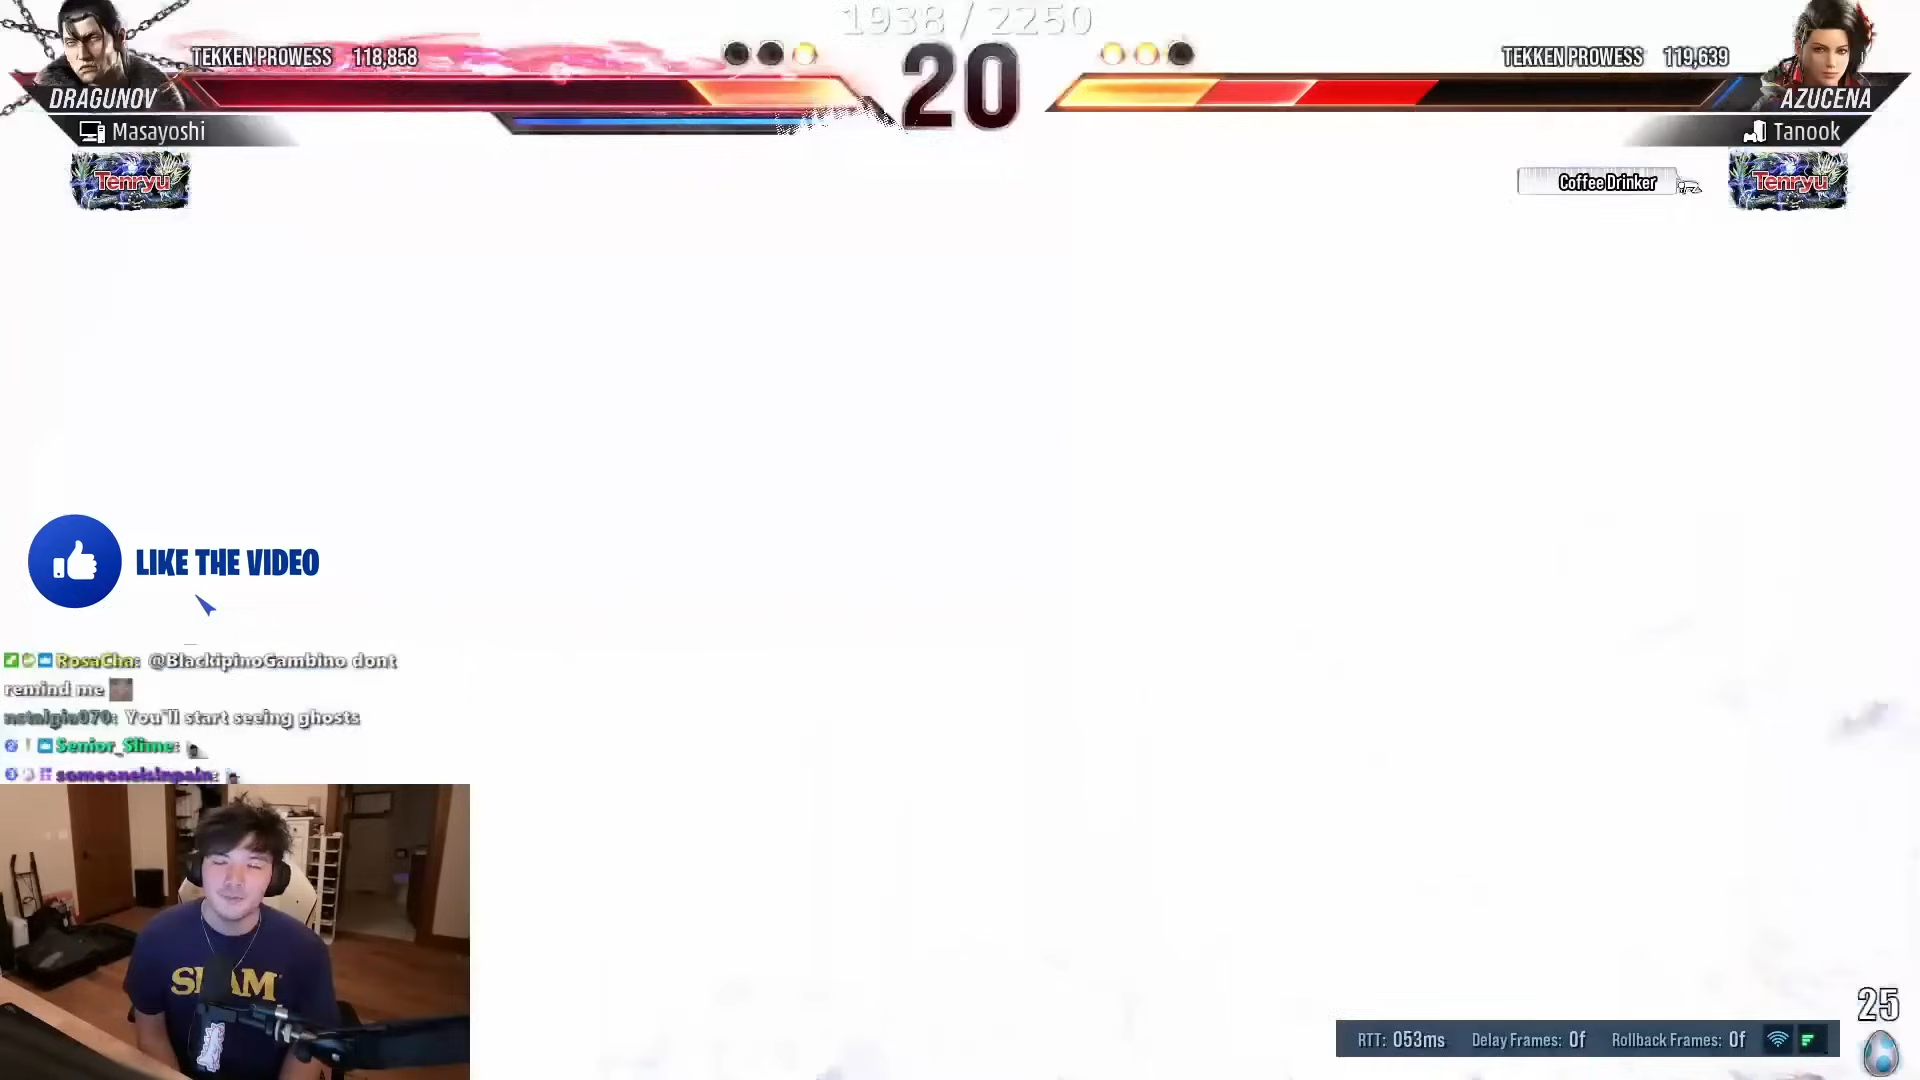 1938 / 2250
TEKKEN PROWESS 118,858
20
TEKKEN PROWESS 119,639
DRAGUNOV
AZUCENA
Masayoshi
Tanook
Tenryu
Coffee Drinker
Tenryu
LIKE THE VIDEO
RosaCha: @BlackipinoGambino dont
remind me
nstalgia070: You'll start seeing ghosts
Senior_Slime:
someoneisinpain:
25
RTT: 053ms Delay Frames: 0f Rollback Frames: 0f